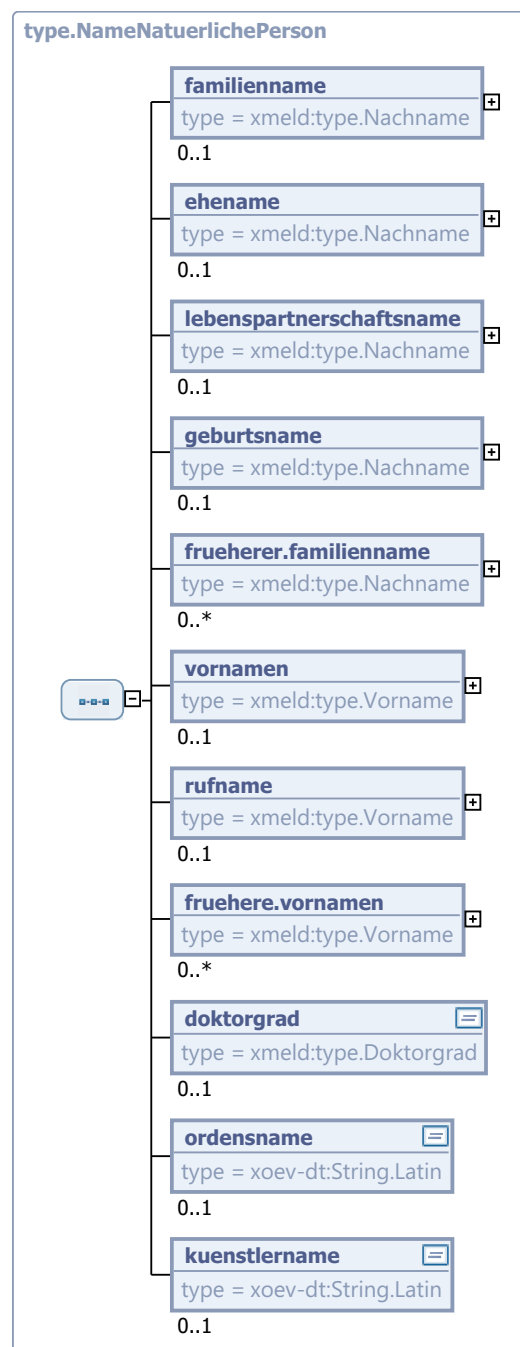 type.NameNatuerlichePerson
familienname
type = xmeld:type.Nachname
0..1
ehename
type = xmeld:type.Nachname
0..1
lebenspartnerschaftsname
type = xmeld:type.Nachname
0..1
geburtsname
type = xmeld:type.Nachname
0..1
frueherer.familienname
type = xmeld:type.Nachname
0..*
vornamen
type = xmeld:type.Vorname
0..1
rufname
type = xmeld:type.Vorname
0..1
fruehere.vornamen
type = xmeld:type.Vorname
0..*
doktorgrad
type = xmeld:type.Doktorgrad
0..1
ordensname
type = xoev-dt:String.Latin
0..1
kuenstlername
type = xoev-dt:String.Latin
0..1